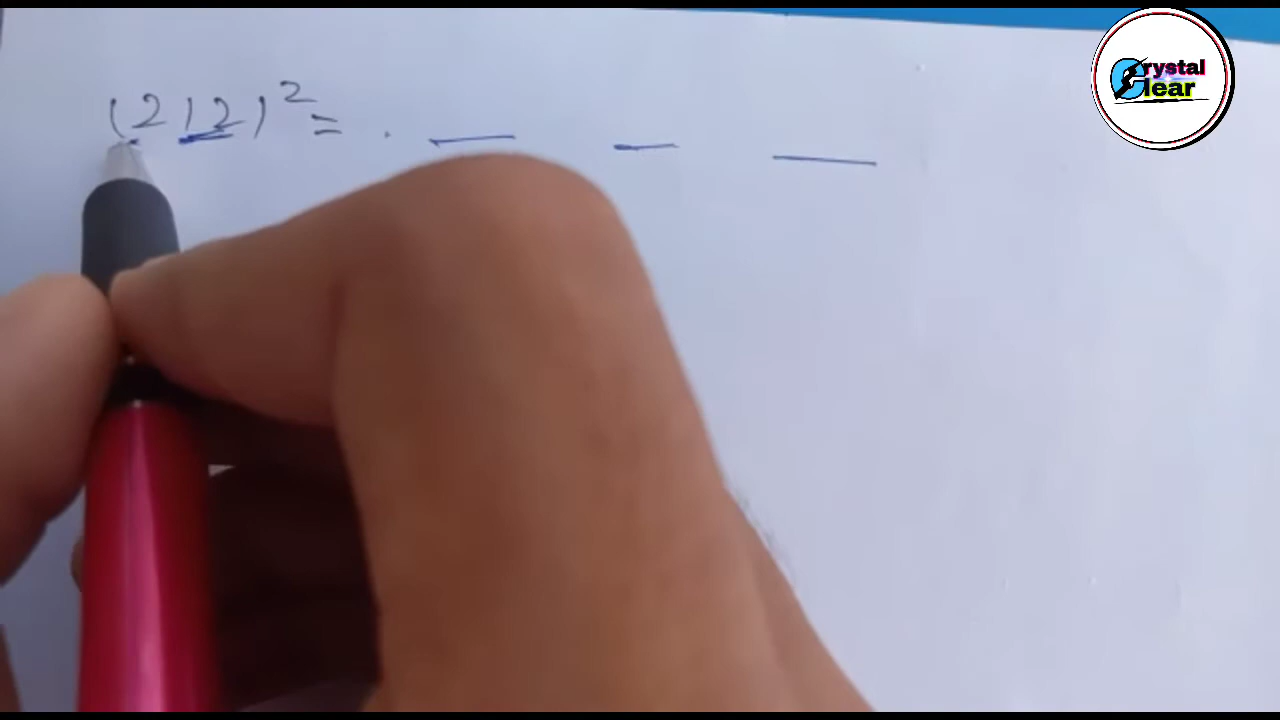 (212)² = . _ _ _
Crystal
Clear